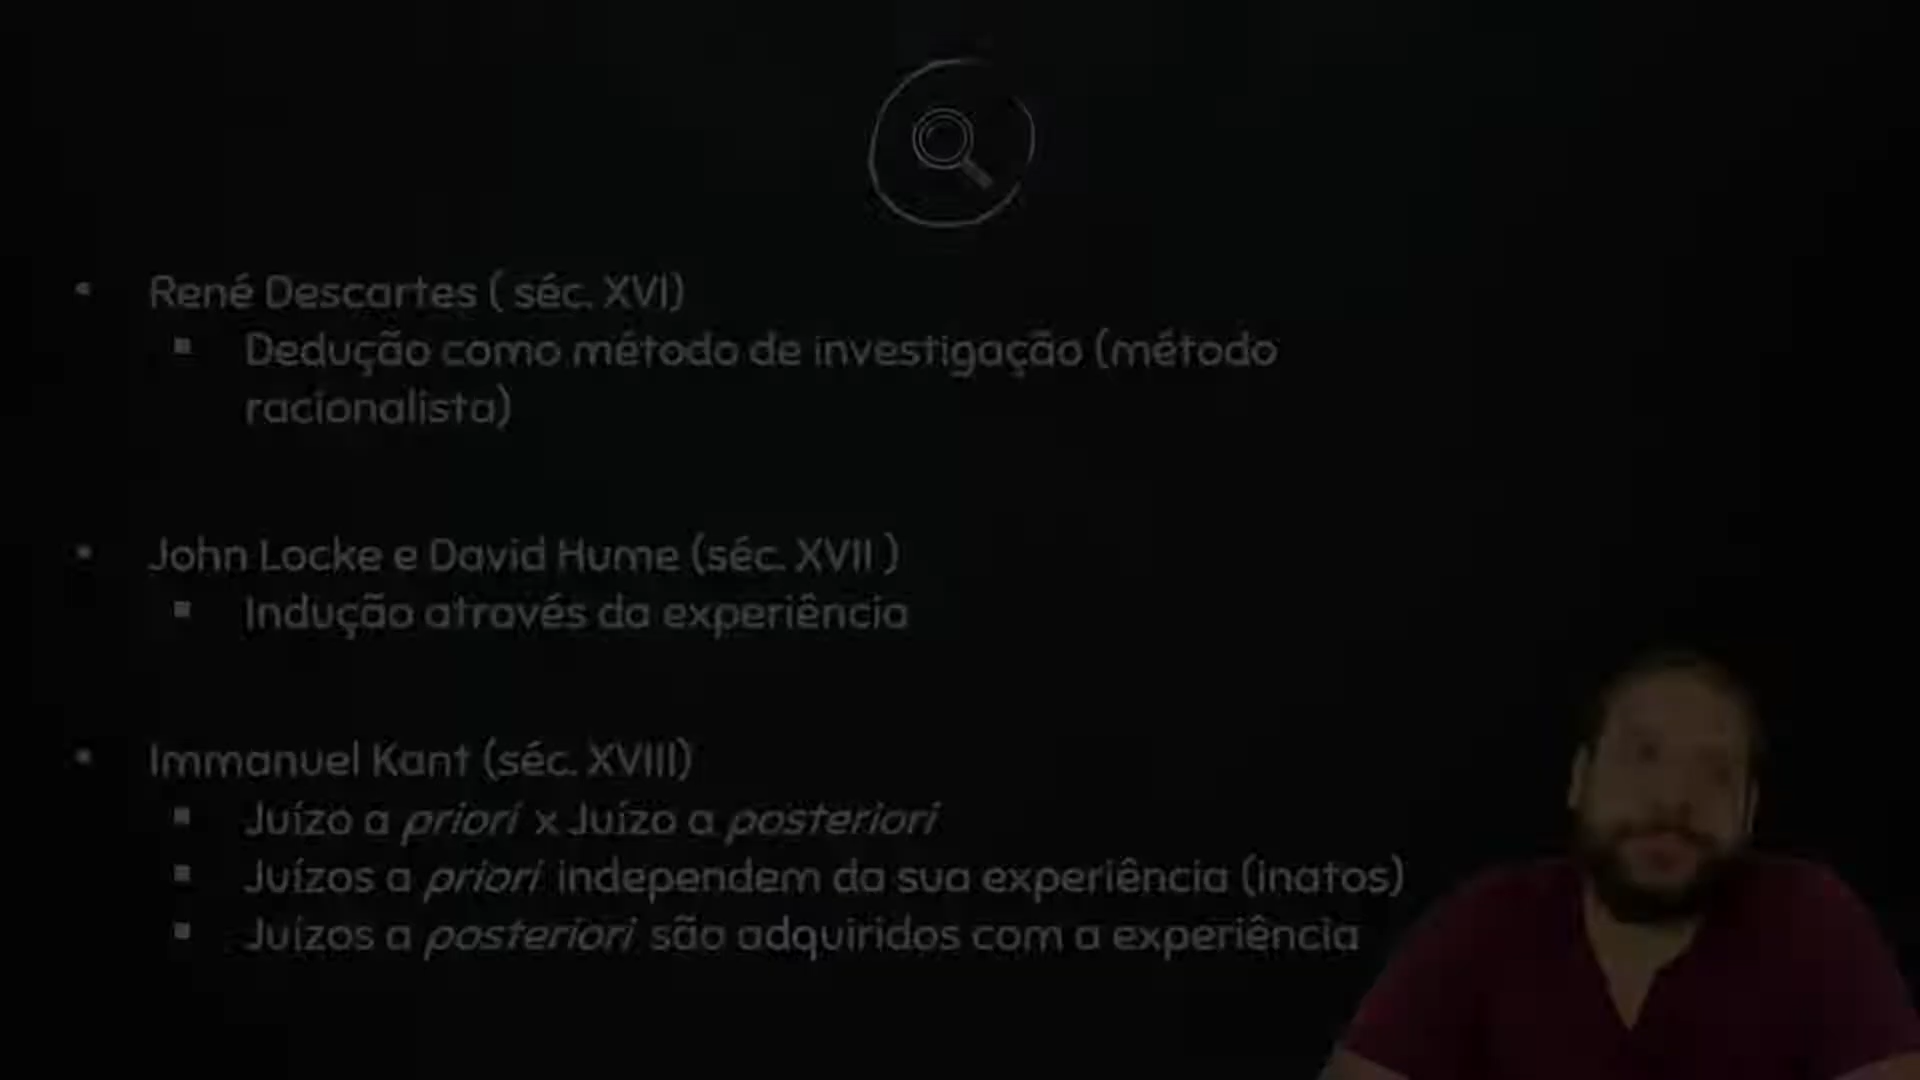 René Descartes ( séc. XVI)
Dedução como método de investigação (método
racionalista)
John Locke e David Hume (séc. XVII )
Indução através da experiência
Immanuel Kant (séc. XVIII)
Juízo a priori x Juízo a posteriori
Juízos a priori independem da sua experiência (inatos)
Juízos a posteriori são adquiridos com a experiência